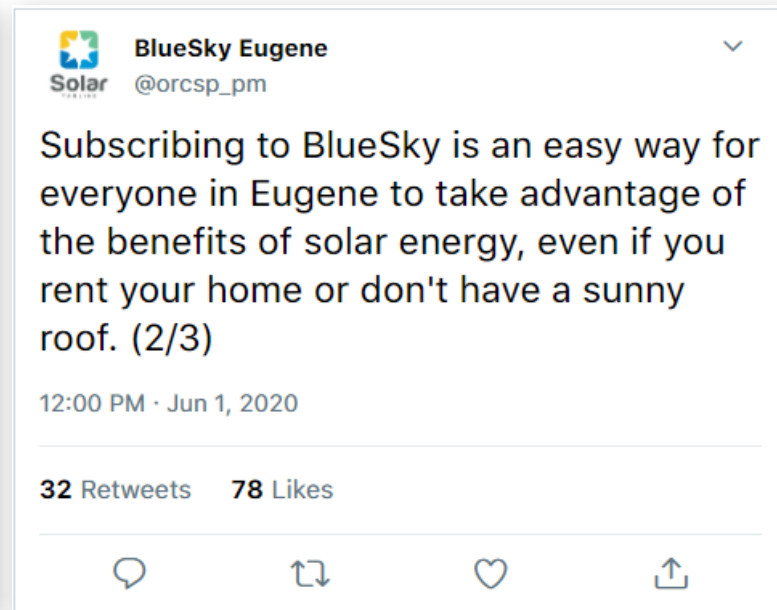 BlueSky Eugene
Solar
@orcsp_pm
Subscribing to BlueSky is an easy way for
everyone in Eugene to take advantage of
the benefits of solar energy, even if you
rent your home or don't have a sunny
roof. (2/3)
12:00 PM · Jun 1, 2020
32 Retweets 78 Likes